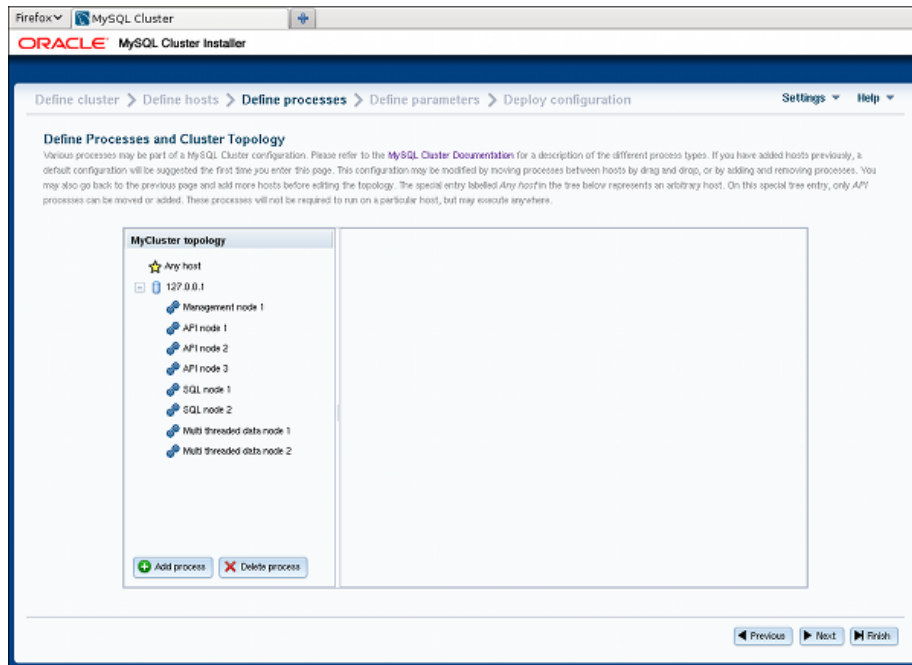 Firefox MySQL Cluster
ORACLE MySQL Cluster Installer
Define cluster Define hosts Define processes Define parameters Deploy configuration Settings Help
Define Processes and Cluster Topology
Various processes may be part of a MySQL Cluster configuration. Please refer to the MySQL Cluster Documentation for a description of the different process types. If you have added hosts previously, a
default configuration will be suggested the first time you enter this page. This configuration may be modified by moving processes between hosts by drag and drop, or by adding and removing processes. You
may also go back to the previous page and add more hosts before editing the topology. The special entry labelled Any host in the tree below represents an arbitrary host. On this special tree entry, only API
processes can be moved or added. These processes will not be required to run on a particular host, but may execute anywhere.
MyCluster topology
Any host
127.0.0.1
Management node 1
API node 1
API node 2
API node 3
SQL node 1
SQL node 2
Multi threaded data node 1
Multi threaded data node 2
Add process Delete process
Previous Next Finish